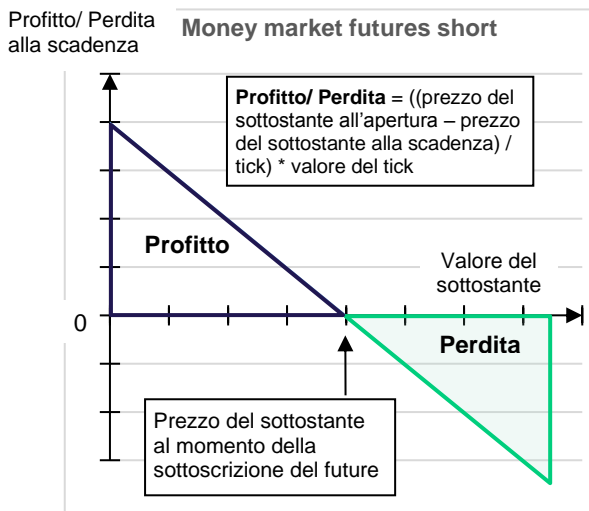 Profitto/ Perdita
alla scadenza
Money market futures short
Profitto/ Perdita = ((prezzo del
sottostante all'apertura – prezzo
del sottostante alla scadenza) /
tick) * valore del tick
Profitto
Valore del
sottostante
0
Perdita
Prezzo del sottostante
al momento della
sottoscrizione del future